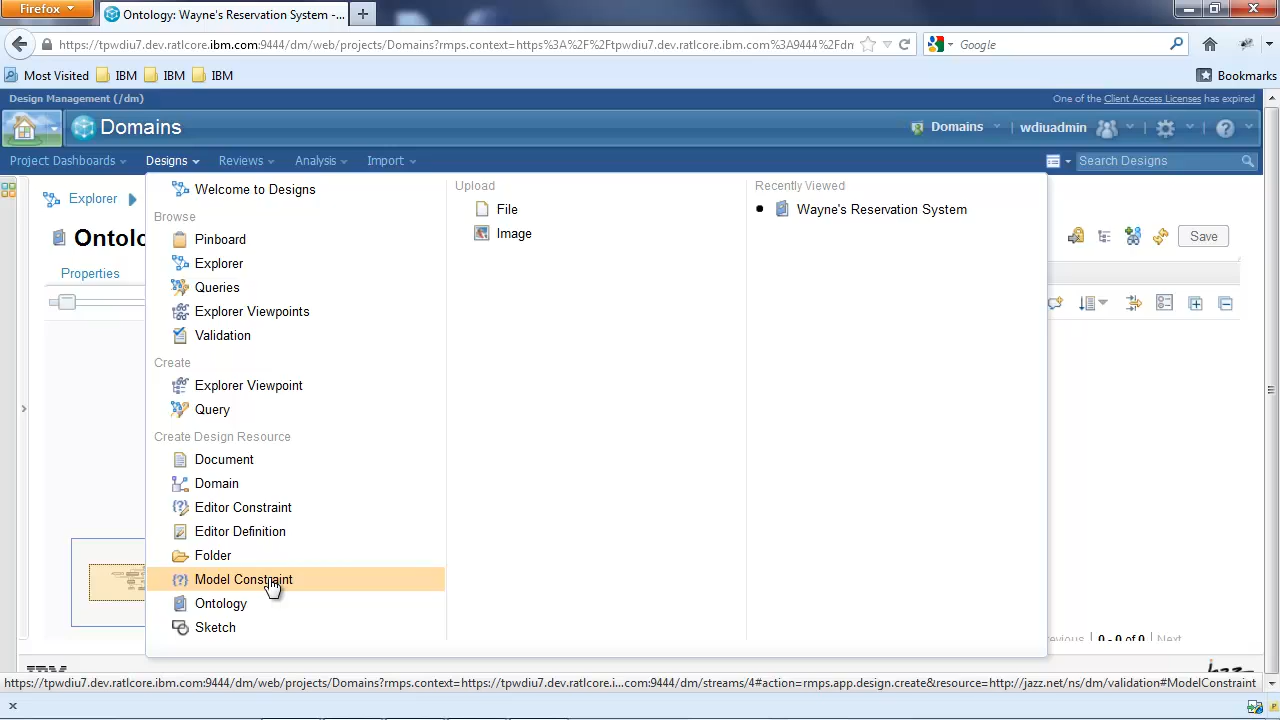 Firefox
Ontology: Wayne's Reservation System -...
https://tpwdiu7.dev.ratlcore.ibm.com:9444/dm/web/projects/Domains?rmps.context=https%3A%2F%2Ftpwdiu7.dev.ratlcore.ibm.com%3A9444%2Fdm
Google
Most Visited IBM IBM IBM Bookmarks
Design Management (/dm)
One of the Client Access Licenses has expired
Domains
Domains wdiuadmin
Project Dashboards Designs Reviews Analysis Import
Search Designs
Explorer
Ontolo
Save
Properties
Welcome to Designs
Browse
Pinboard
Explorer
Queries
Explorer Viewpoints
Validation
Create
Explorer Viewpoint
Query
Create Design Resource
Document
Domain
Editor Constraint
Editor Definition
Folder
Model Constraint
Ontology
Sketch
Upload
File
Image
Recently Viewed
Wayne's Reservation System
evious 0 - 0 of 0 Next
https://tpwdiu7.dev.ratlcore.ibm.com:9444/dm/web/projects/Domains?rmps.context=https://tpwdiu7.dev.ratlcore.i...com:9444/dm/streams/4#action=rmps.app.design.create&resource=http://jazz.net/ns/dm/validation#ModelConstraint